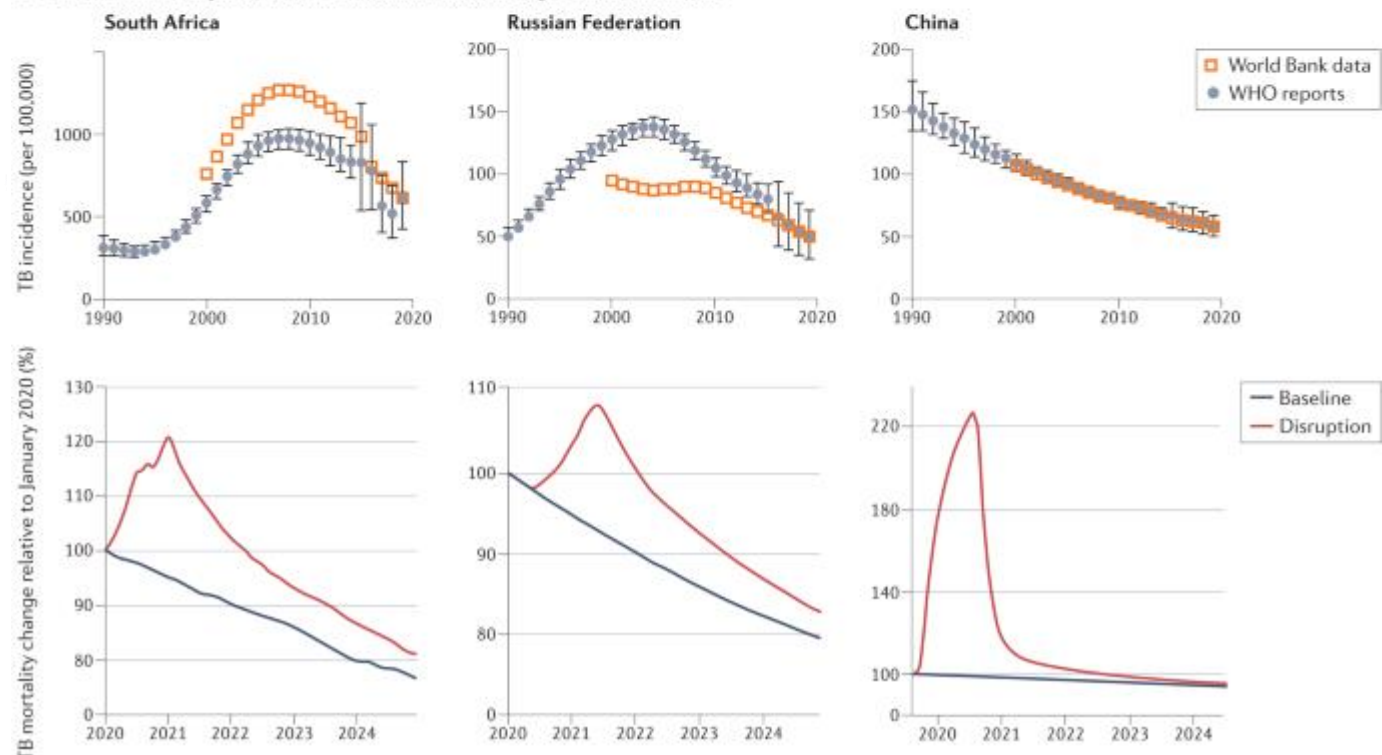 South Africa
Russian Federation
China
TB incidence (per 100,000)
1000
500
0
1990 2000 2010 2020
200
150
100
50
0
1990 2000 2010 2020
200
150
100
50
0
1990 2000 2010 2020
World Bank data
WHO reports
TB mortality change relative to January 2020 (%)
130
120
110
100
90
80
0
2020 2021 2022 2023 2024
110
100
90
80
0
2020 2021 2022 2023 2024
220
180
140
100
0
2020 2021 2022 2023 2024
Baseline
Disruption